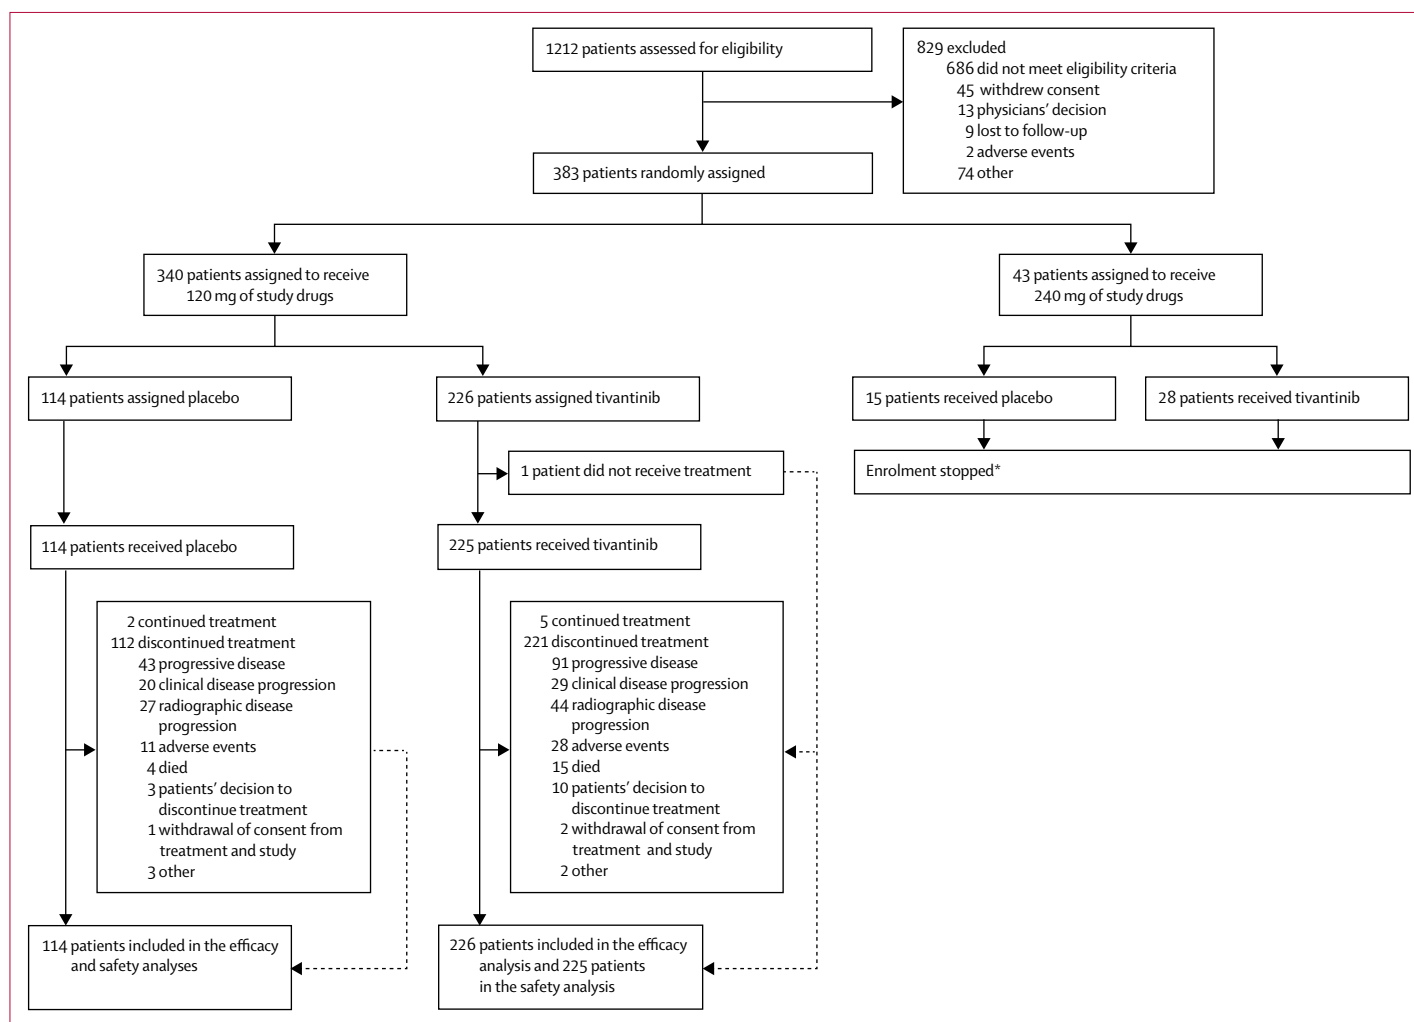 1212 patients assessed for eligibility
829 excluded
686 did not meet eligibility criteria
45 withdrew consent
13 physicians' decision
9 lost to follow-up
2 adverse events
74 other
383 patients randomly assigned
340 patients assigned to receive
120 mg of study drugs
43 patients assigned to receive
240 mg of study drugs
114 patients assigned placebo
226 patients assigned tivantinib
15 patients received placebo
28 patients received tivantinib
1 patient did not receive treatment
Enrolment stopped*
114 patients received placebo
225 patients received tivantinib
2 continued treatment
112 discontinued treatment
43 progressive disease
20 clinical disease progression
27 radiographic disease
progression
11 adverse events
4 died
3 patients' decision to
discontinue treatment
1 withdrawal of consent from
treatment and study
3 other
5 continued treatment
221 discontinued treatment
91 progressive disease
29 clinical disease progression
44 radiographic disease
progression
28 adverse events
15 died
10 patients' decision to
discontinue treatment
2 withdrawal of consent from
treatment and study
2 other
114 patients included in the efficacy
and safety analyses
226 patients included in the efficacy
analysis and 225 patients
in the safety analysis